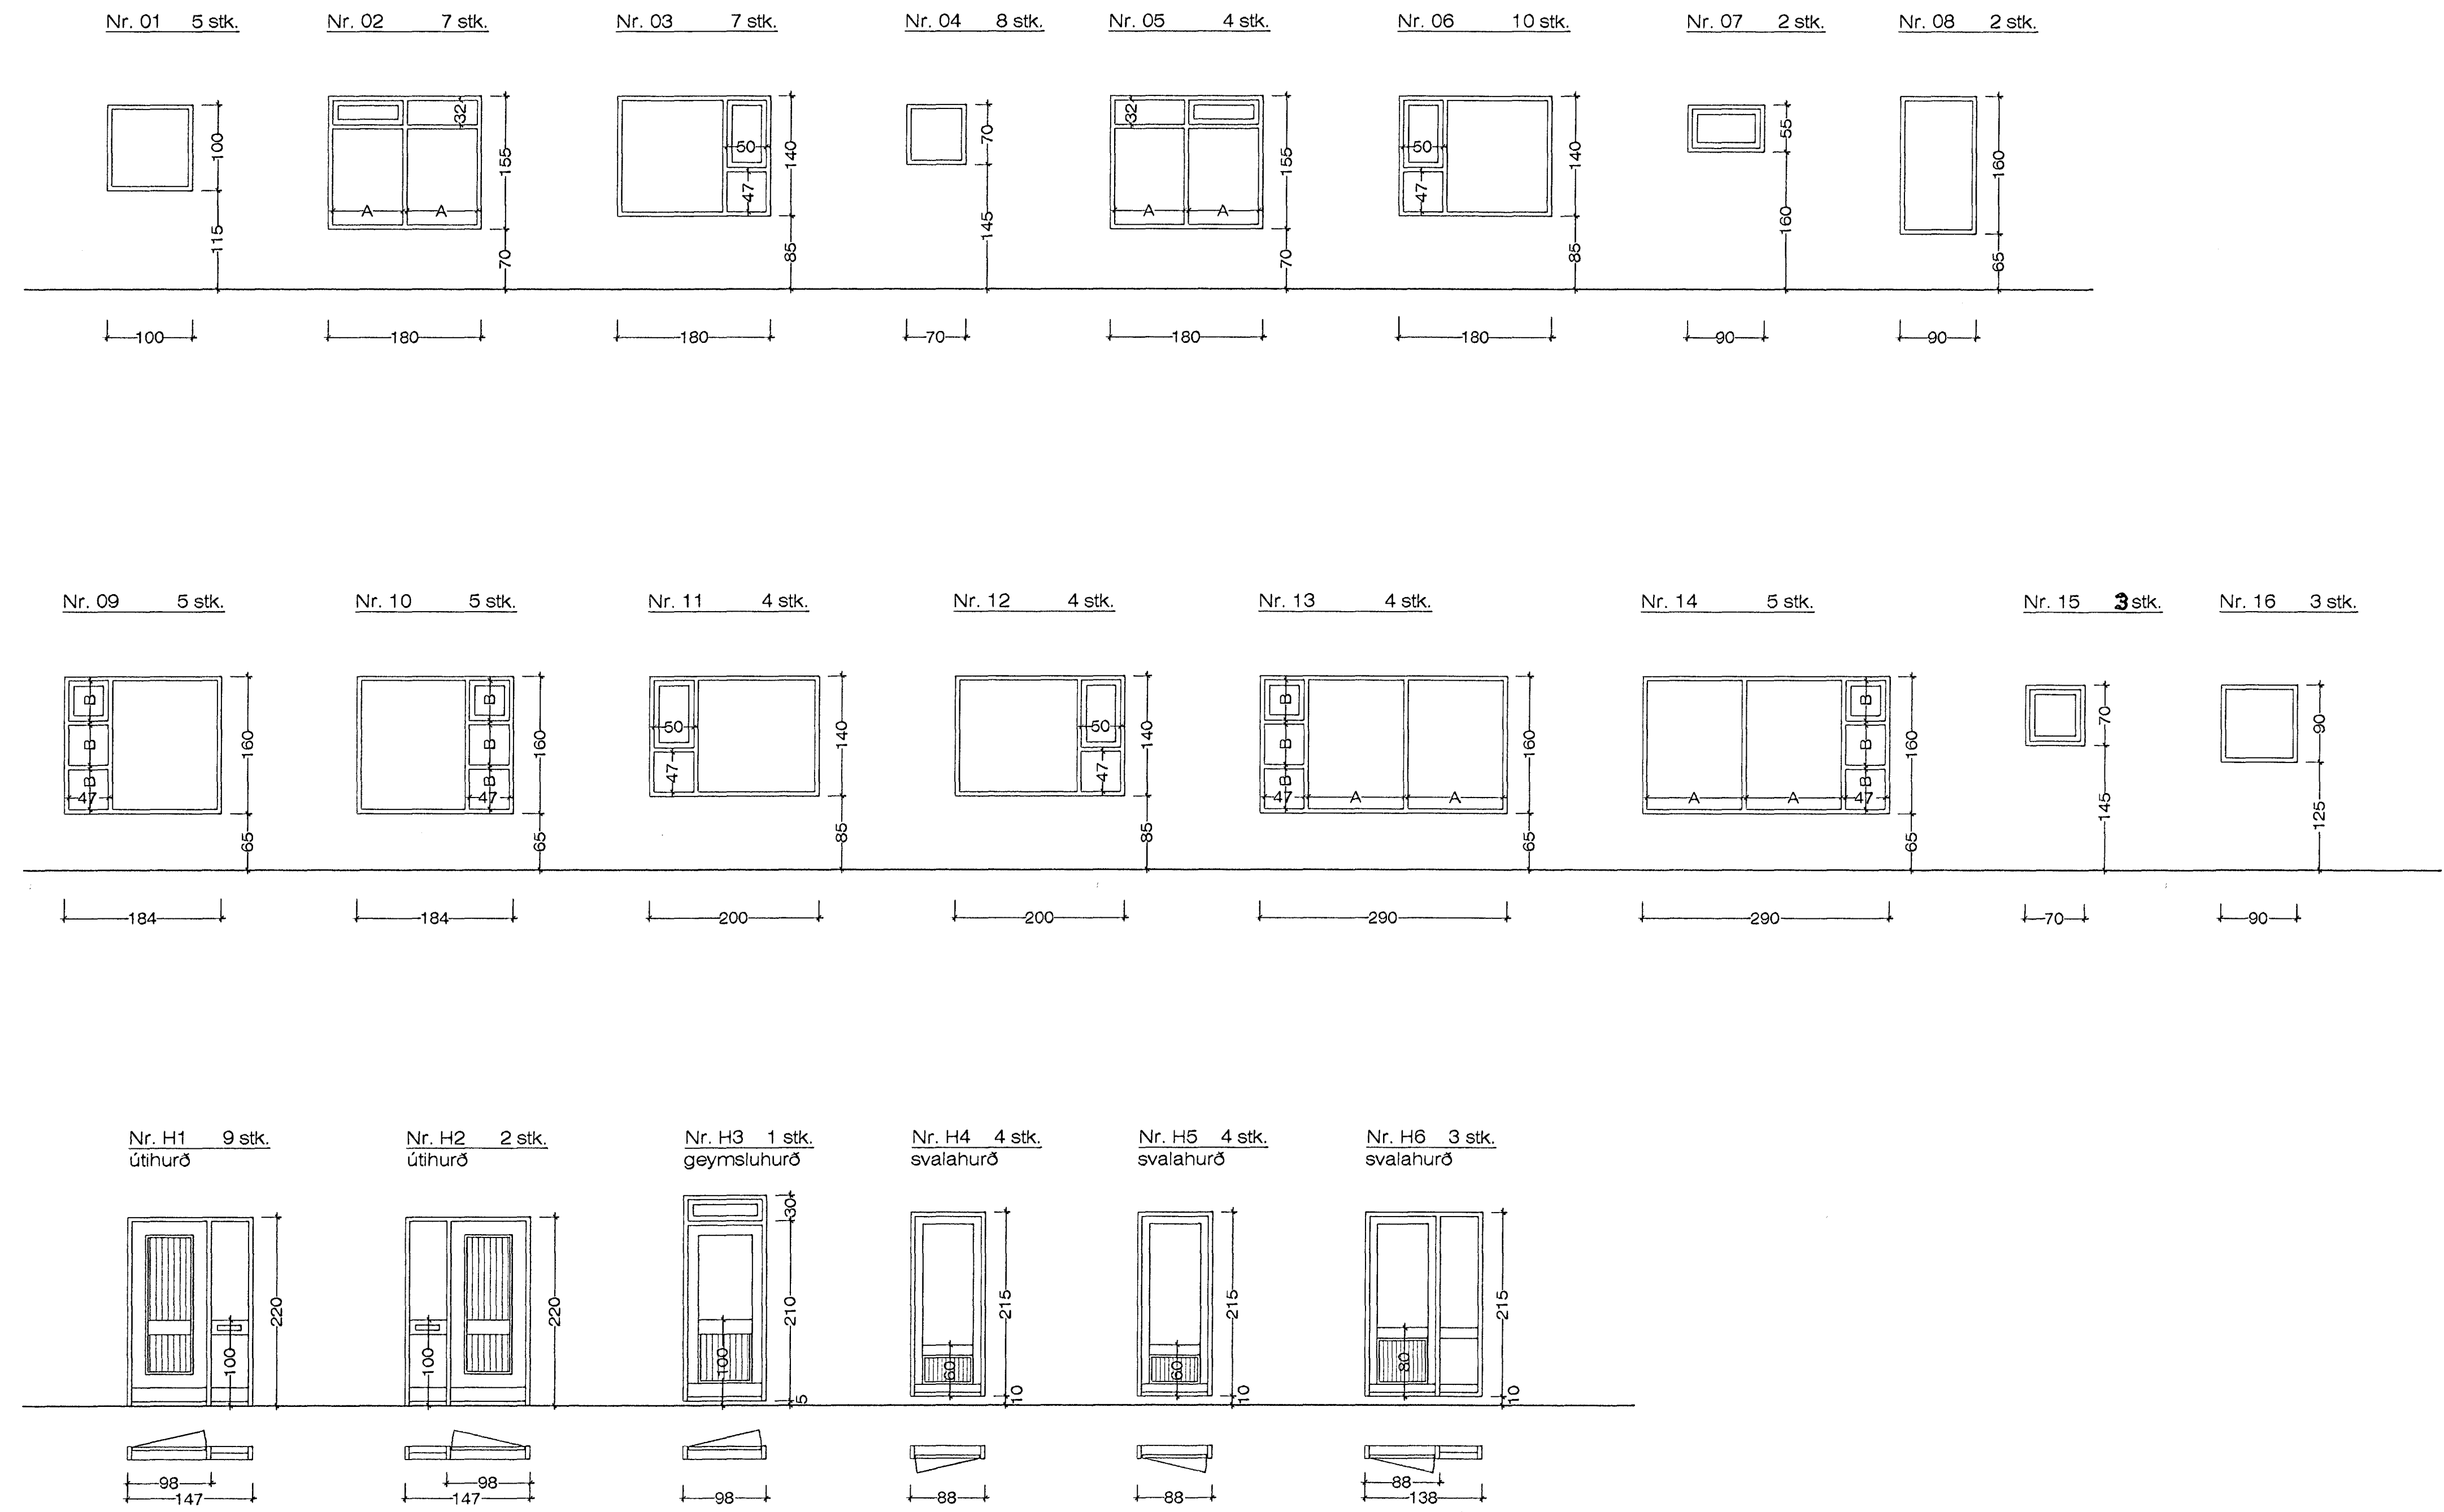 Nr. 01 5 stk. Nr. 02 7 stk. Nr. 03 7 stk. Nr. 04 8 stk. Nr. 05 4 stk. Nr. 06 10 stk. Nr. 07 2 stk. Nr. 08 2 stk.
100 115 32 A A 155 70 50 47 140 85 70 145 32 A A 155 70 50 47 140 85 55 160 160 65
100 180 180 70 180 180 90 90
Nr. 09 5 stk. Nr. 10 5 stk. Nr. 11 4 stk. Nr. 12 4 stk. Nr. 13 4 stk. Nr. 14 5 stk. Nr. 15 3 stk. Nr. 16 3 stk.
B B B 47 160 65 B B B 47 160 65 50 47 140 85 50 47 140 85 B B B 47 A A 160 65 A A B B B 47 160 65 70 145 90 125
184 184 200 200 290 290 70 90
Nr. H1 9 stk. Nr. H2 2 stk. Nr. H3 1 stk. Nr. H4 4 stk. Nr. H5 4 stk. Nr. H6 3 stk.
útihurð útihurð geymsluhurð svalahurð svalahurð svalahurð
100 220 100 220 30 210 100 5 215 60 10 215 60 10 215 80 10
98 98 88
147 147 98 88 88 138